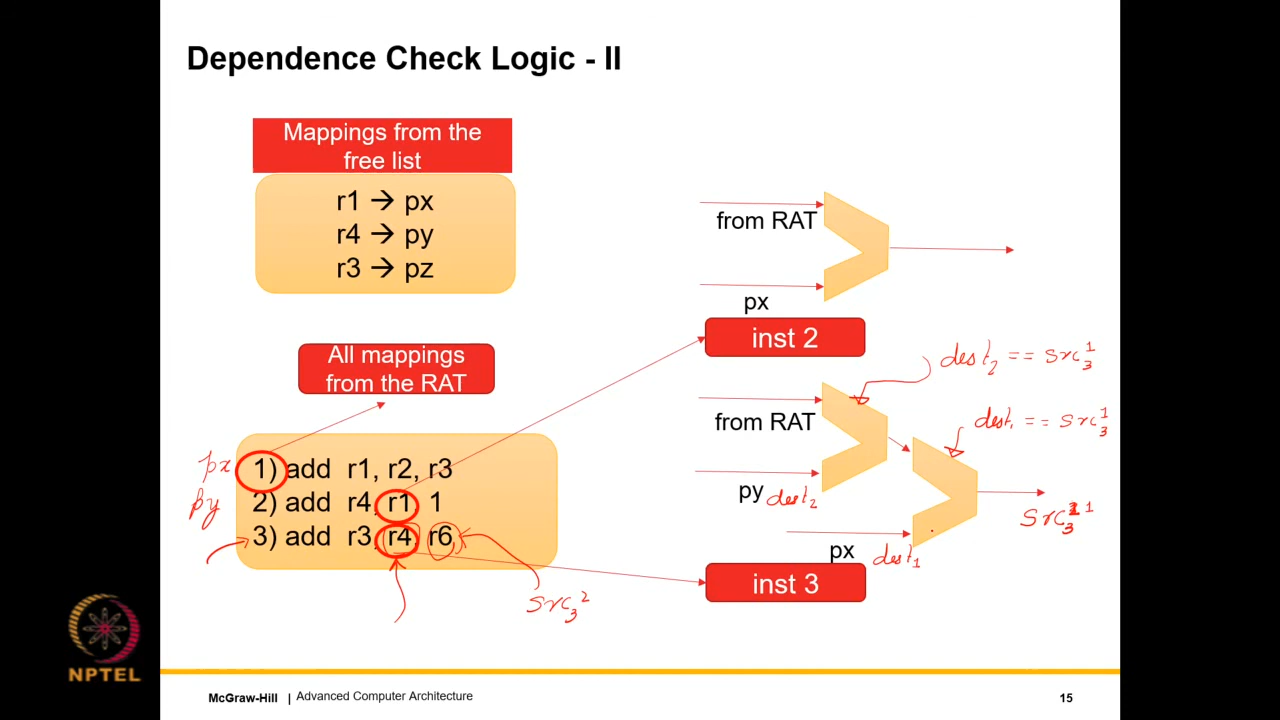 Dependence Check Logic - II
Mappings from the
free list
r1 → px
r4 → py
r3 → pz
All mappings
from the RAT
px 1) add r1, r2, r3
py 2) add r4, r1, 1
3) add r3, r4, r6
src₃²
from RAT
px
inst 2
dest₂ == src₃¹
from RAT
dest₁ == src₃¹
py dest₂
src₃¹
px dest₁
inst 3
NPTEL
McGraw-Hill | Advanced Computer Architecture
15